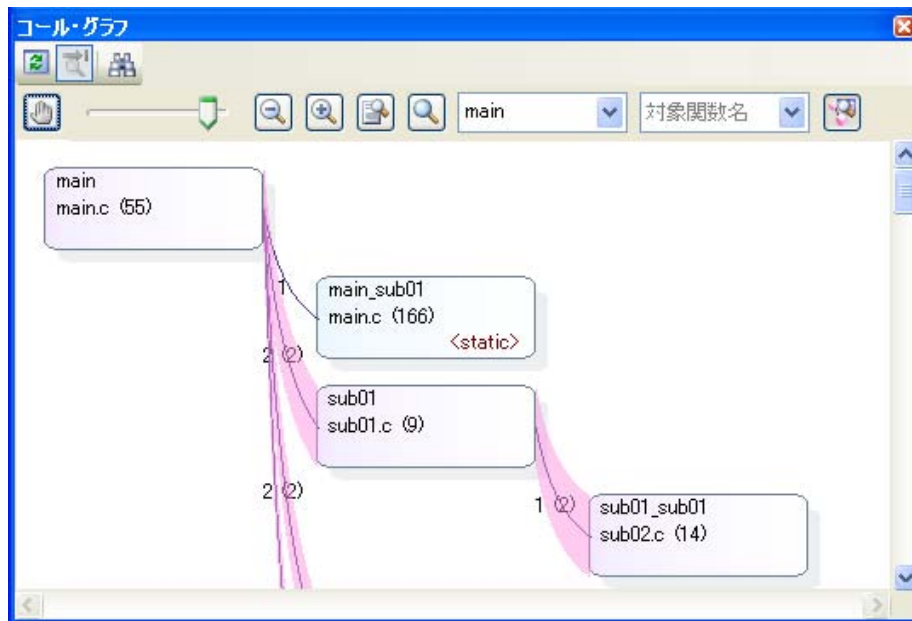 コール・グラフ
main
対象関数名
main
main.c (55)
1
main_sub01
main.c (166)
<static>
2 (2)
sub01
sub01.c (9)
2 (2)
1 (2)
sub01_sub01
sub02.c (14)